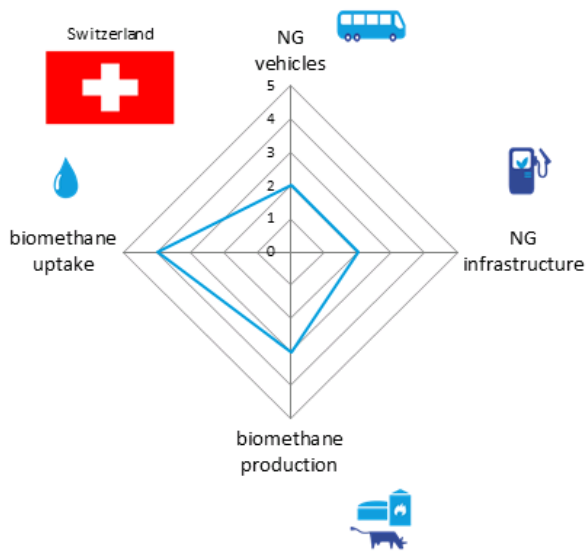 Switzerland
NG
vehicles
5
4
3
2
1
0
biomethane
uptake
NG
infrastructure
biomethane
production